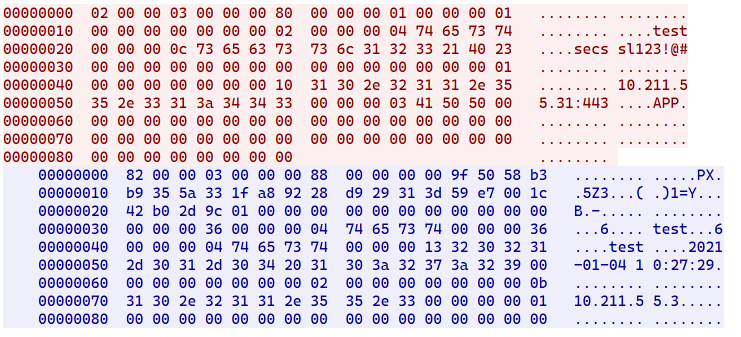 00000000 02 00 00 03 00 00 00 80 00 00 00 01 00 00 00 01 ........ ........
00000010 00 00 00 00 00 00 00 02 00 00 00 04 74 65 73 74 ........ ....test
00000020 00 00 00 0c 73 65 63 73 73 6c 31 32 33 21 40 23 ....secs sl123!@#
00000030 00 00 00 00 00 00 00 00 00 00 00 00 00 00 00 01 ........ ........
00000040 00 00 00 00 00 00 00 10 31 30 2e 32 31 31 2e 35 ........ 10.211.5
00000050 35 2e 33 31 3a 34 34 33 00 00 00 03 41 50 50 00 5.31:443 ....APP.
00000060 00 00 00 00 00 00 00 00 00 00 00 00 00 00 00 00 ........ ........
00000070 00 00 00 00 00 00 00 00 00 00 00 00 00 00 00 00 ........ ........
00000080 00 00 00 00 00 00 00 00 ........
00000000 82 00 00 03 00 00 00 88 00 00 00 00 9f 50 58 b3 ........ .....PX.
00000010 b9 35 5a 33 1f a8 92 28 d9 29 31 3d 59 e7 00 1c .5Z3...( .)1=Y...
00000020 42 b0 2d 9c 01 00 00 00 00 00 00 00 00 00 00 00 B.-..... ........
00000030 00 00 00 36 00 00 00 04 74 65 73 74 00 00 00 36 ...6.... test...6
00000040 00 00 00 04 74 65 73 74 00 00 00 13 32 30 32 31 ....test ....2021
00000050 2d 30 31 2d 30 34 20 31 30 3a 32 37 3a 32 39 00 -01-04 1 0:27:29.
00000060 00 00 00 00 00 00 00 02 00 00 00 00 00 00 00 0b ........ ........
00000070 31 30 2e 32 31 31 2e 35 35 2e 33 00 00 00 00 01 10.211.5 5.3.....
00000080 00 00 00 00 00 00 00 00 00 00 00 00 00 00 00 00 ........ ........